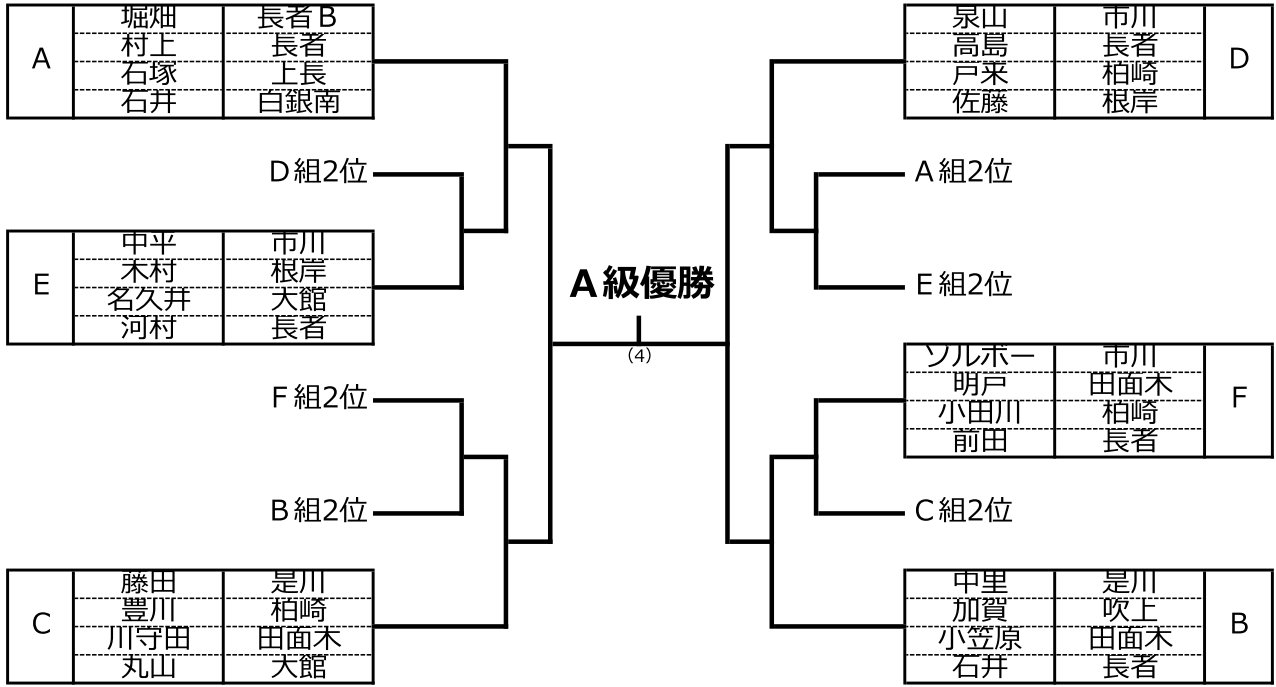 A
堀畑 長者B
村上 長者
石塚 上長
石井 白銀南
D組2位
E
中平 市川
木村 根岸
名久井 大館
河村 長者
F組2位
B組2位
C
藤田 是川
豊川 柏崎
川守田 田面木
丸山 大館
A級優勝
(4)
泉山 市川
高島 長者
戸来 柏崎
佐藤 根岸
D
A組2位
E組2位
ソルボー 市川
明戸 田面木
小田川 柏崎
前田 長者
F
C組2位
中里 是川
加賀 吹上
小笠原 田面木
石井 長者
B